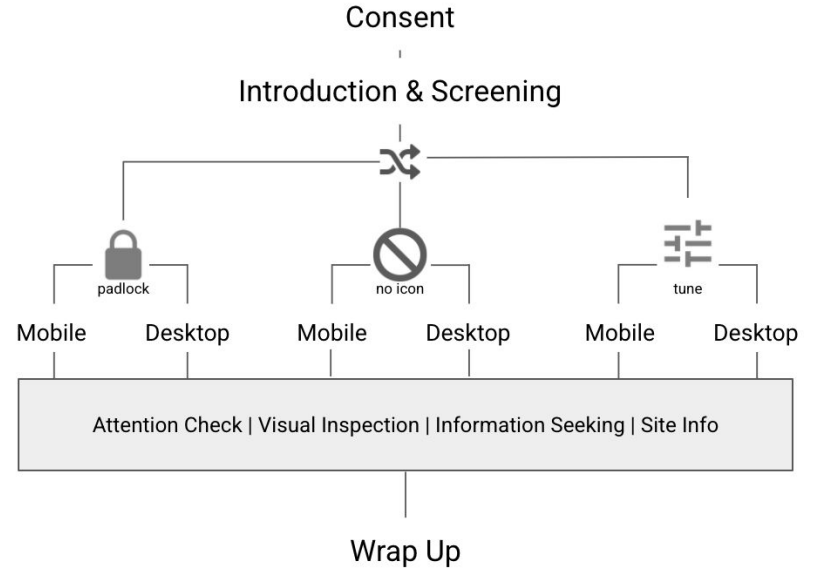 Consent
Introduction & Screening
padlock
no icon
tune
Mobile
Desktop
Mobile
Desktop
Mobile
Desktop
Attention Check | Visual Inspection | Information Seeking | Site Info
Wrap Up